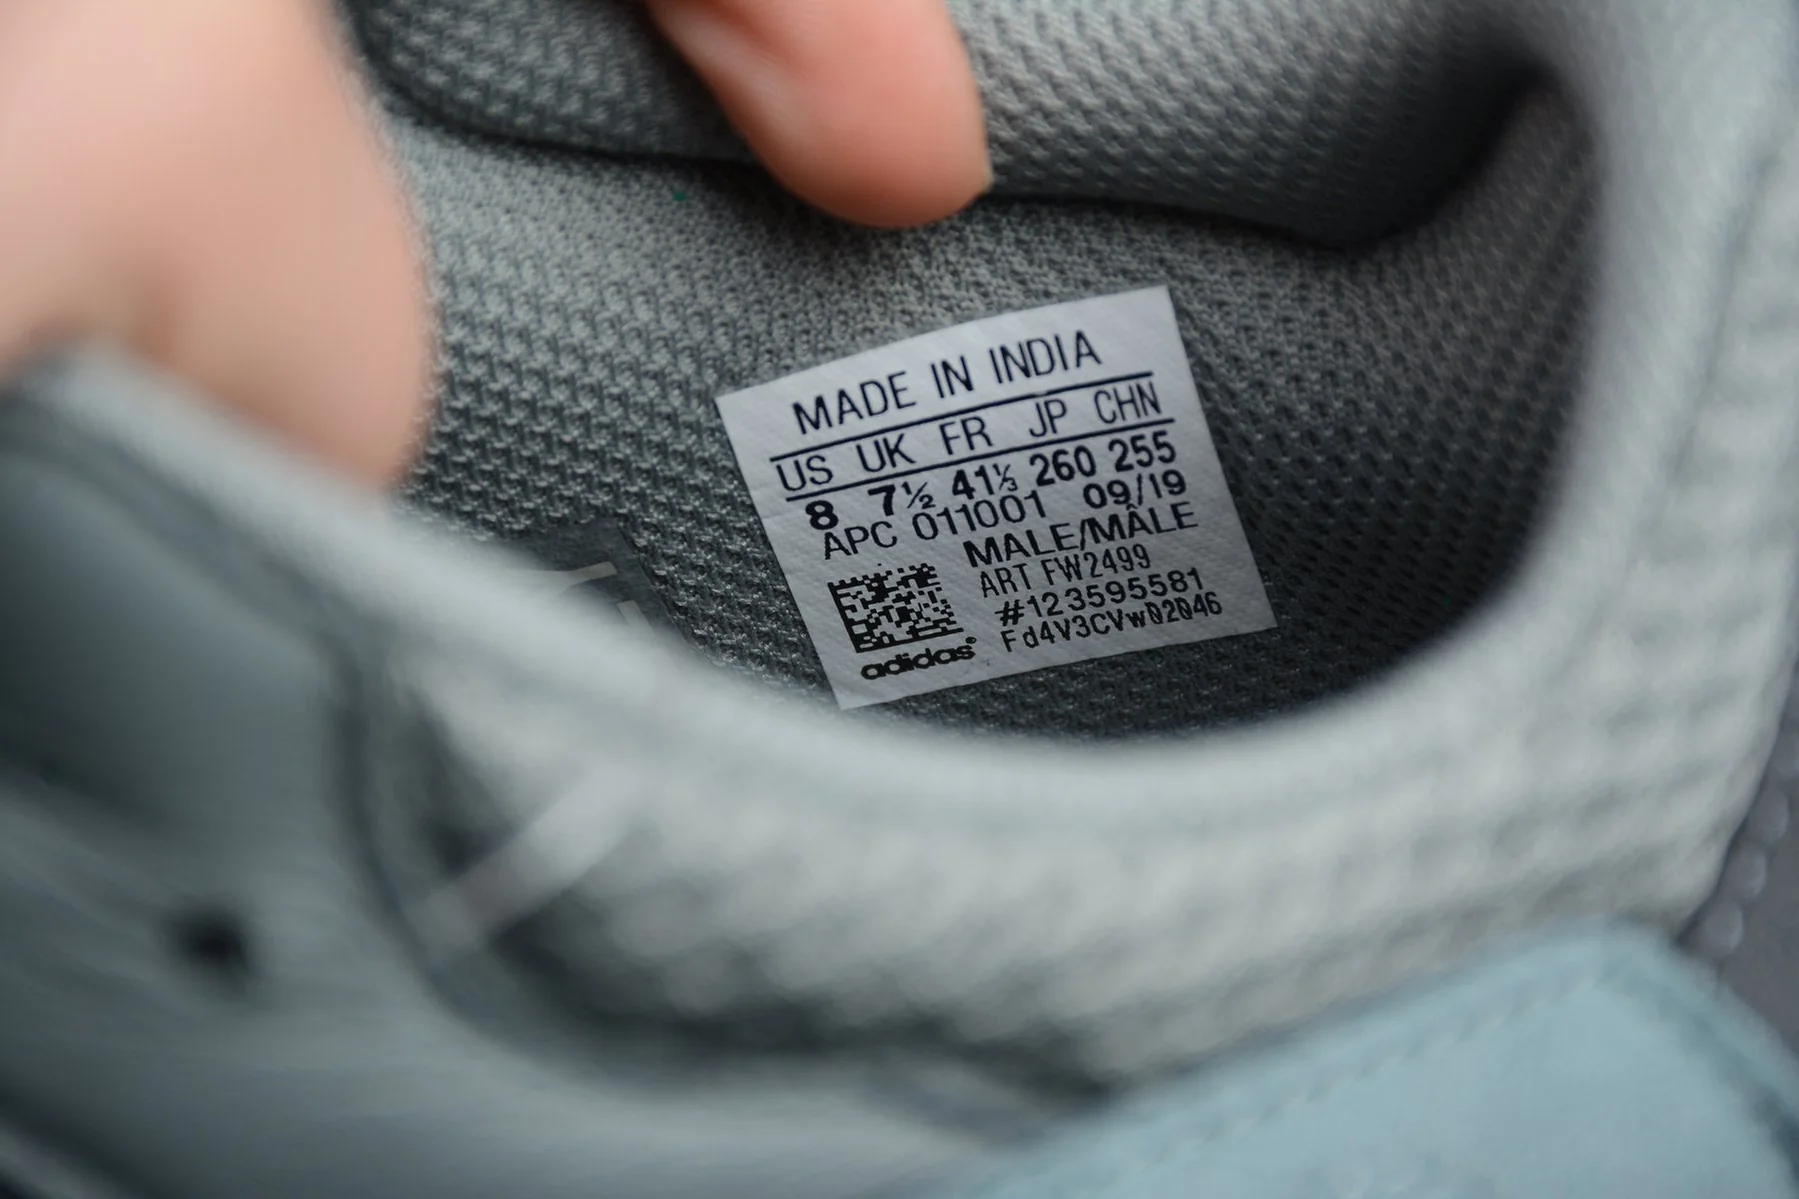 MADE IN INDIA
US UK FR JP CHN
8 7½ 41⅓ 260 255
APC 011001 09/19
MALE/MÂLE
ART FW2499
#123595581
Fd4V3CVw02046
adidas®